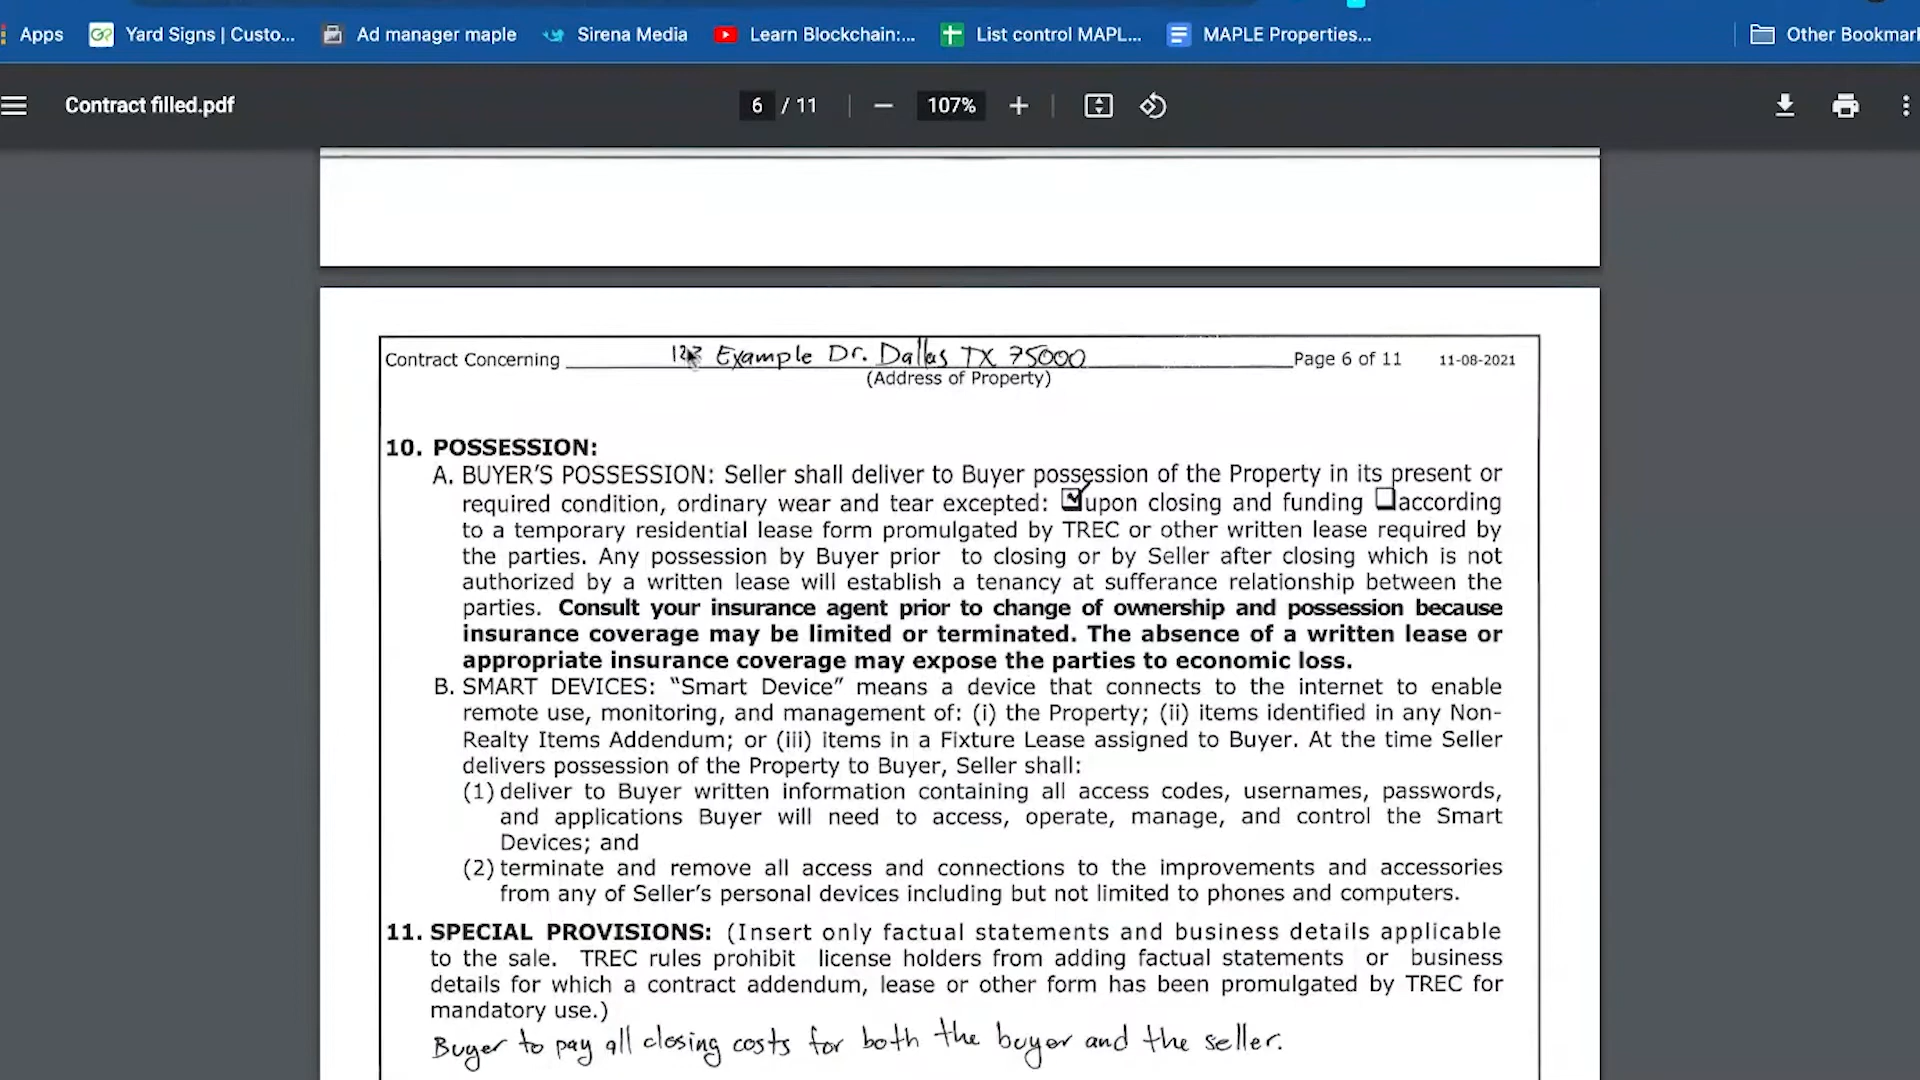 Apps Yard Signs | Custo... Ad manager maple Sirena Media Learn Blockchain:... List control MAPL... MAPLE Properties... Other Bookmark
Contract filled.pdf 6 / 11 107%
Contract Concerning 123 Example Dr. Dallas TX 75000 Page 6 of 11 11-08-2021
(Address of Property)
10. POSSESSION:
A. BUYER'S POSSESSION: Seller shall deliver to Buyer possession of the Property in its present or
required condition, ordinary wear and tear excepted: upon closing and funding according
to a temporary residential lease form promulgated by TREC or other written lease required by
the parties. Any possession by Buyer prior to closing or by Seller after closing which is not
authorized by a written lease will establish a tenancy at sufferance relationship between the
parties. Consult your insurance agent prior to change of ownership and possession because
insurance coverage may be limited or terminated. The absence of a written lease or
appropriate insurance coverage may expose the parties to economic loss.
B. SMART DEVICES: “Smart Device” means a device that connects to the internet to enable
remote use, monitoring, and management of: (i) the Property; (ii) items identified in any Non-
Realty Items Addendum; or (iii) items in a Fixture Lease assigned to Buyer. At the time Seller
delivers possession of the Property to Buyer, Seller shall:
(1) deliver to Buyer written information containing all access codes, usernames, passwords,
and applications Buyer will need to access, operate, manage, and control the Smart
Devices; and
(2) terminate and remove all access and connections to the improvements and accessories
from any of Seller's personal devices including but not limited to phones and computers.
11. SPECIAL PROVISIONS: (Insert only factual statements and business details applicable
to the sale. TREC rules prohibit license holders from adding factual statements or business
details for which a contract addendum, lease or other form has been promulgated by TREC for
mandatory use.)
Buyer to pay all closing costs for both the buyer and the seller.